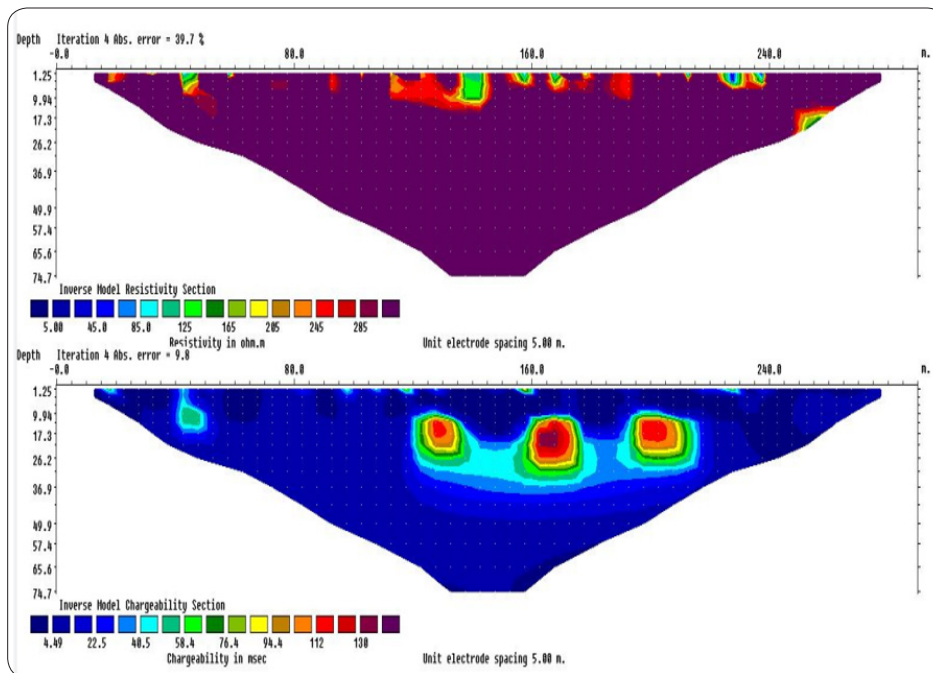 Depth Iteration 4 Abs. error = 39.7 %
-0.0 80.0 160.0 240.0 m.
1.25
9.94
17.3
26.2
36.9
49.9
57.4
65.6
74.7
Inverse Model Resistivity Section
5.00 45.0 85.0 125 165 205 245 285
Resistivity in ohm.m Unit electrode spacing 5.00 m.
Depth Iteration 4 Abs. error = 9.8
-0.0 80.0 160.0 240.0 m.
1.25
9.94
17.3
26.2
36.9
49.9
57.4
65.6
74.7
Inverse Model Chargeability Section
4.49 22.5 40.5 58.4 76.4 94.4 112 130
Chargeability in msec Unit electrode spacing 5.00 m.